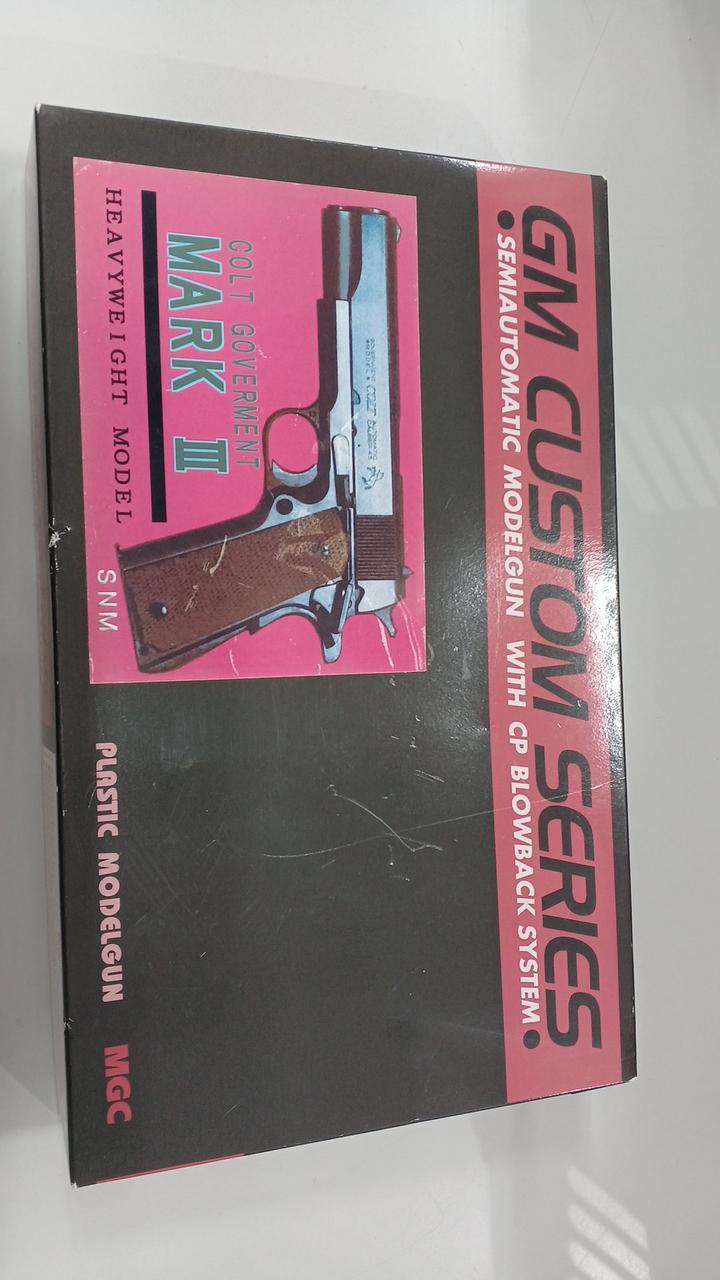 GM CUSTOM SERIES
•SEMIAUTOMATIC MODELGUN WITH CP BLOWBACK SYSTEM•
COLT GOVERMENT
MARK III
HEAVYWEIGHT MODEL
SNM
PLASTIC MODELGUN MGC